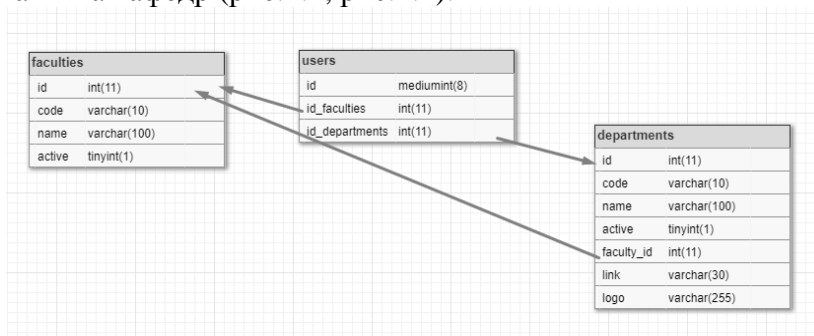 faculties
id int(11)
code varchar(10)
name varchar(100)
active tinyint(1)
users
id mediumint(8)
id_faculties int(11)
id_departments int(11)
departments
id int(11)
code varchar(10)
name varchar(100)
active tinyint(1)
faculty_id int(11)
link varchar(30)
logo varchar(255)